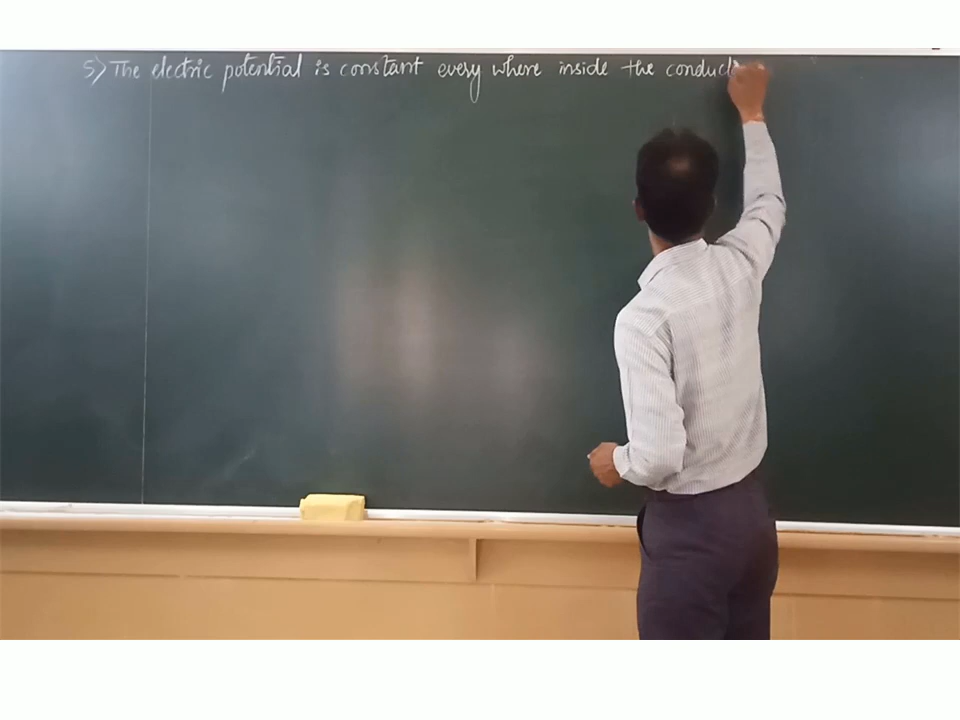 5) The electric potential is constant every where inside the conduct